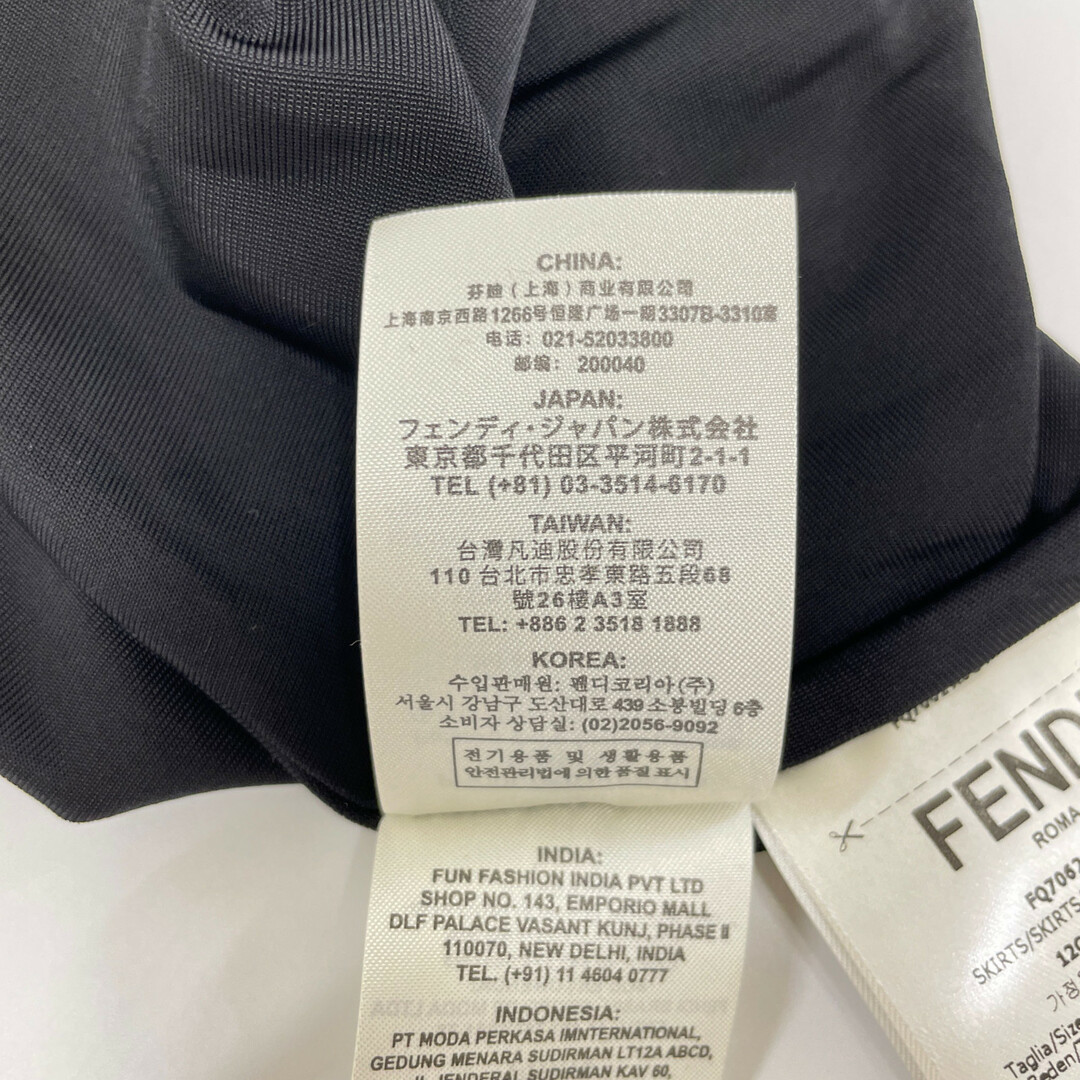 CHINA:
芬迪（上海）商业有限公司
上海南京西路1266号恒隆广场一期3307B-3310室
电话：021-52033800
邮编：200040
JAPAN:
フェンディ・ジャパン株式会社
東京都千代田区平河町2-1-1
TEL (+81) 03-3514-6170
TAIWAN:
台灣凡迪股份有限公司
110 台北市忠孝東路五段68
號26樓A3室
TEL: +886 2 3518 1888
KOREA:
수입판매원: 펜디코리아(주)
서울시 강남구 도산대로 439 소봉빌딩 6층
소비자 상담실: (02)2056-9092
전기용품 및 생활용품
안전관리법에 의한 품질 표시
INDIA:
FUN FASHION INDIA PVT LTD
SHOP NO. 143, EMPORIO MALL
DLF PALACE VASANT KUNJ, PHASE II
110070, NEW DELHI, INDIA
TEL. (+91) 11 4604 0777
INDONESIA:
PT MODA PERKASA IMNTERNATIONAL,
GEDUNG MENARA SUDIRMAN LT12A ABCD,
JL JENDERAL SUDIRMAN KAV 60,
FEND
ROMA
FQ706
SKIRTS/SKIRTS
Taglia/Size